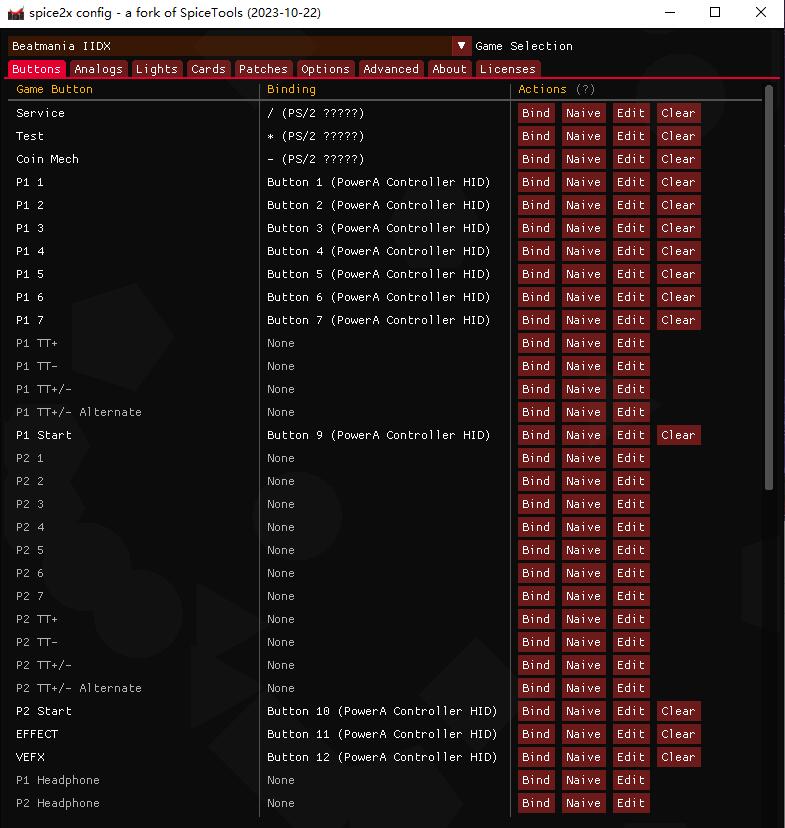 spice2x config - a fork of SpiceTools (2023-10-22)
Beatmania IIDX ▼ Game Selection
Buttons Analogs Lights Cards Patches Options Advanced About Licenses
Game Button Binding Actions (?)
Service / (PS/2 ?????) Bind Naive Edit Clear
Test * (PS/2 ?????) Bind Naive Edit Clear
Coin Mech - (PS/2 ?????) Bind Naive Edit Clear
P1 1 Button 1 (PowerA Controller HID) Bind Naive Edit Clear
P1 2 Button 2 (PowerA Controller HID) Bind Naive Edit Clear
P1 3 Button 3 (PowerA Controller HID) Bind Naive Edit Clear
P1 4 Button 4 (PowerA Controller HID) Bind Naive Edit Clear
P1 5 Button 5 (PowerA Controller HID) Bind Naive Edit Clear
P1 6 Button 6 (PowerA Controller HID) Bind Naive Edit Clear
P1 7 Button 7 (PowerA Controller HID) Bind Naive Edit Clear
P1 TT+ None Bind Naive Edit
P1 TT- None Bind Naive Edit
P1 TT+/- None Bind Naive Edit
P1 TT+/- Alternate None Bind Naive Edit
P1 Start Button 9 (PowerA Controller HID) Bind Naive Edit Clear
P2 1 None Bind Naive Edit
P2 2 None Bind Naive Edit
P2 3 None Bind Naive Edit
P2 4 None Bind Naive Edit
P2 5 None Bind Naive Edit
P2 6 None Bind Naive Edit
P2 7 None Bind Naive Edit
P2 TT+ None Bind Naive Edit
P2 TT- None Bind Naive Edit
P2 TT+/- None Bind Naive Edit
P2 TT+/- Alternate None Bind Naive Edit
P2 Start Button 10 (PowerA Controller HID) Bind Naive Edit Clear
EFFECT Button 11 (PowerA Controller HID) Bind Naive Edit Clear
VEFX Button 12 (PowerA Controller HID) Bind Naive Edit Clear
P1 Headphone None Bind Naive Edit
P2 Headphone None Bind Naive Edit